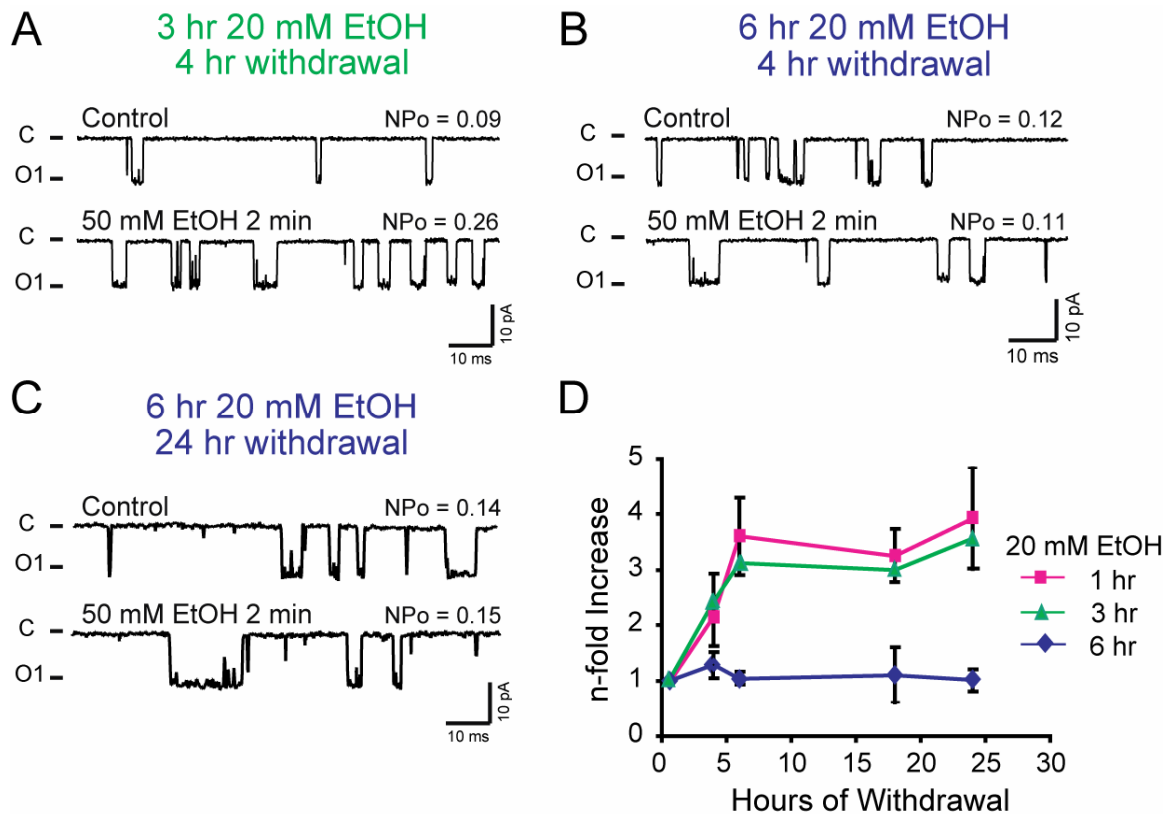 A
3 hr 20 mM EtOH
4 hr withdrawal
Control
NPo = 0.09
C
O1
50 mM EtOH 2 min
NPo = 0.26
C
O1
10 pA
10 ms
B
6 hr 20 mM EtOH
4 hr withdrawal
Control
NPo = 0.12
C
O1
50 mM EtOH 2 min
NPo = 0.11
C
O1
10 pA
10 ms
C
6 hr 20 mM EtOH
24 hr withdrawal
Control
NPo = 0.14
C
O1
50 mM EtOH 2 min
NPo = 0.15
C
O1
10 pA
10 ms
D
n-fold Increase
5
4
3
2
1
0
0 5 10 15 20 25 30
Hours of Withdrawal
20 mM EtOH
1 hr
3 hr
6 hr